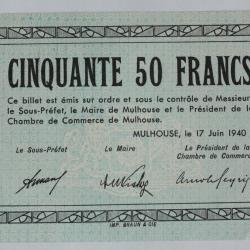 CINQUANTE 50 FRANCS
Ce billet est émis sur ordre et sous le contrôle de Messieur
le Sous-Préfet, le Maire de Mulhouse et le Président de la
Chambre de Commerce de Mulhouse.
MULHOUSE, le 17 Juin 1940
Le Sous-Préfet Le Maire Le Président de la
Chambre de Commerce
IMP. BRAUN & CIE